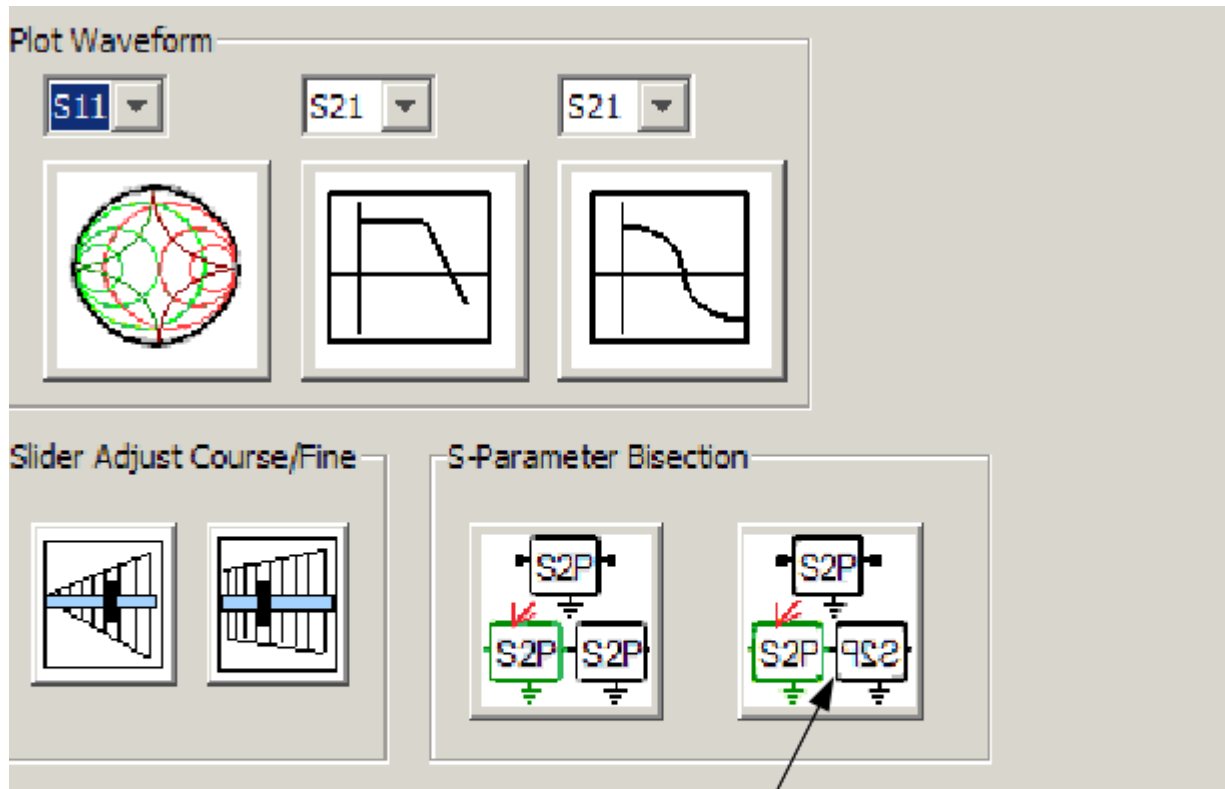 Plot Waveform
S11 S21 S21
Slider Adjust Course/Fine S-Parameter Bisection
S2P S2P
S2P S2P S2P S2P